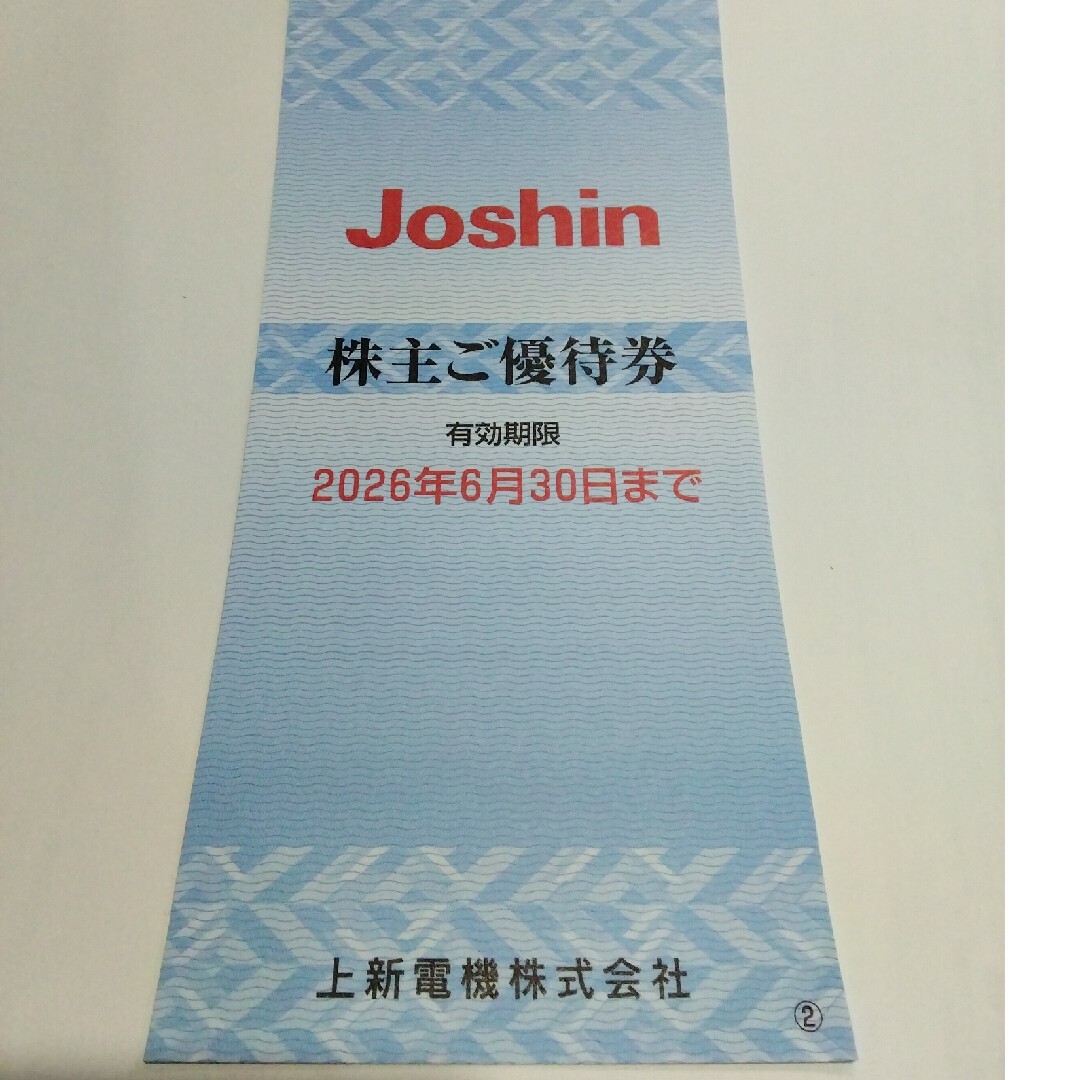 Joshin
株主ご優待券
有効期限
2026年6月30日まで
上新電機株式会社
②